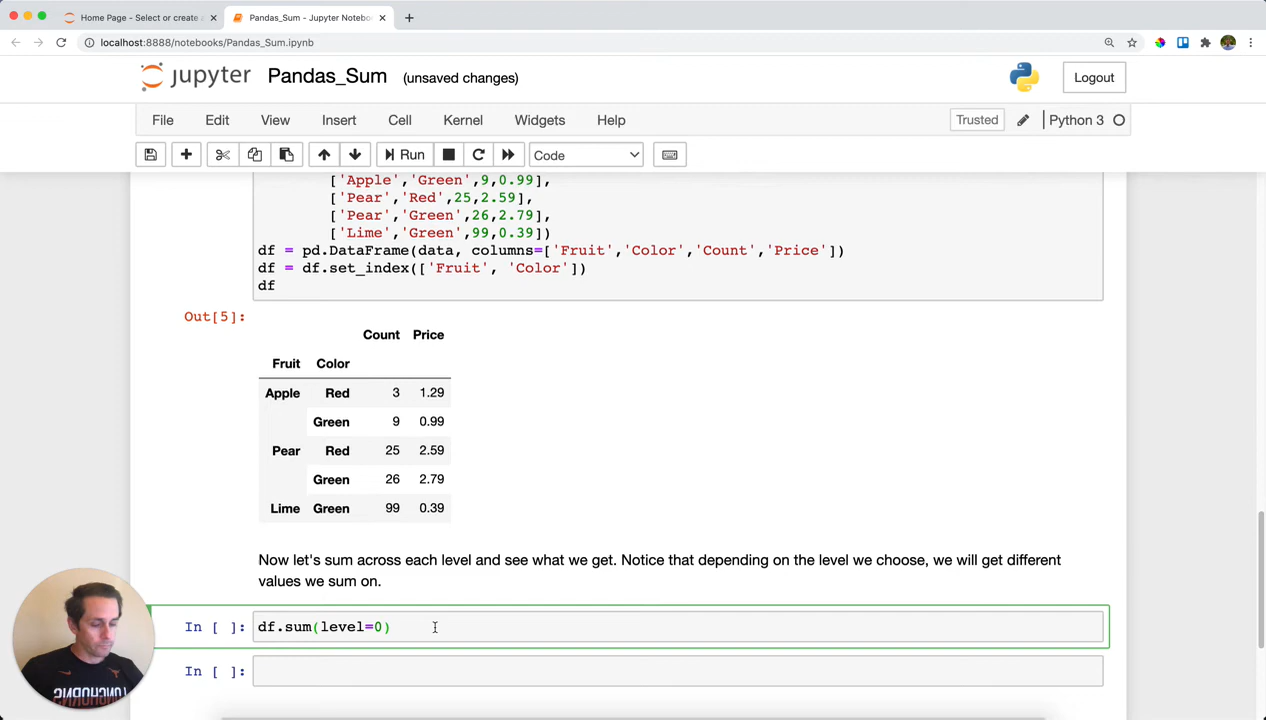 Home Page - Select or create a
Pandas_Sum - Jupyter Notebo
localhost:8888/notebooks/Pandas_Sum.ipynb
jupyter Pandas_Sum (unsaved changes)
Logout
File Edit View Insert Cell Kernel Widgets Help
Trusted
Python 3
Run
Code
['Apple','Green',9,0.99],
['Pear','Red',25,2.59],
['Pear','Green',26,2.79],
['Lime','Green',99,0.39])
df = pd.DataFrame(data, columns=['Fruit','Color','Count','Price'])
df = df.set_index(['Fruit', 'Color'])
df
Out[5]:
Count Price
Fruit Color
Apple Red 3 1.29
Green 9 0.99
Pear Red 25 2.59
Green 26 2.79
Lime Green 99 0.39
Now let's sum across each level and see what we get. Notice that depending on the level we choose, we will get different
values we sum on.
In [ ]: df.sum(level=0)
In [ ]: